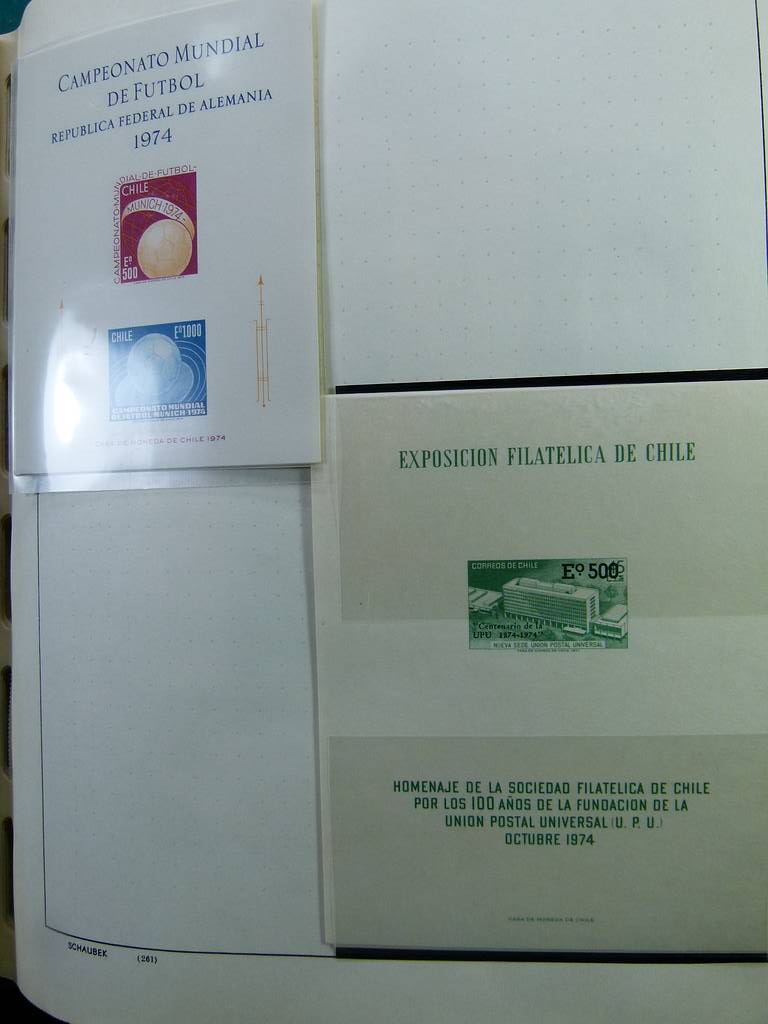 CAMPEONATO MUNDIAL
DE FUTBOL
REPUBLICA FEDERAL DE ALEMANIA
1974
CAMPEONATO-MUNDIAL-DE-FUTBOL-
CHILE
MUNICH-1974-
Eº
500
CHILE Eº1.000
CAMPEONATO MUNDIAL
DE FUTBOL MUNICH-1974
CASA DE MONEDA DE CHILE 1974
EXPOSICION FILATELICA DE CHILE
CORREOS DE CHILE
Eº 500
"Centenario de la
UPU 1874-1974"
NUEVA SEDE UNION POSTAL UNIVERSAL
HOMENAJE DE LA SOCIEDAD FILATELICA DE CHILE
POR LOS 100 AÑOS DE LA FUNDACION DE LA
UNION POSTAL UNIVERSAL (U. P. U.)
OCTUBRE 1974
CASA DE MONEDA DE CHILE
SCHAUBEK (261)